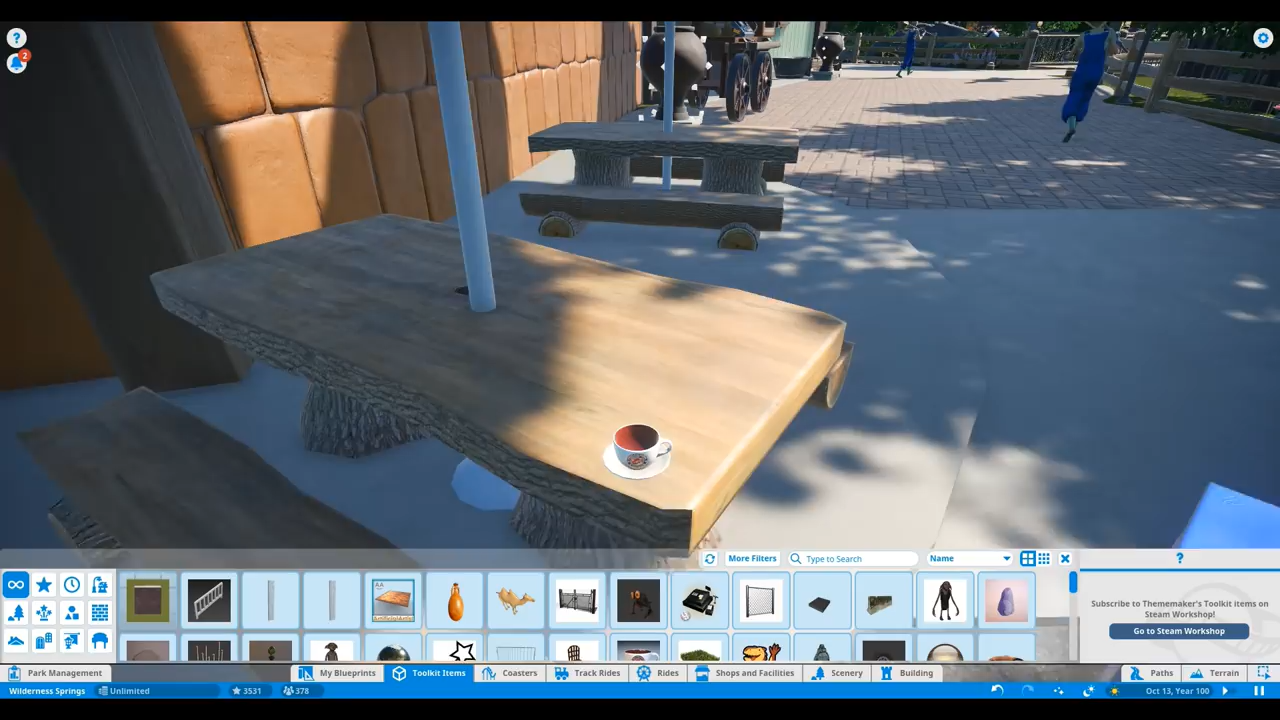 ?
2
More Filters
Type to Search
Name
?
AA
Subscribe to Thememaker's Toolkit items on
Steam Workshop!
Go to Steam Workshop
Park Management
My Blueprints
Toolkit Items
Coasters
Track Rides
Rides
Shops and Facilities
Scenery
Building
Paths
Terrain
Wilderness Springs
Unlimited
3531
378
Oct 13, Year 100